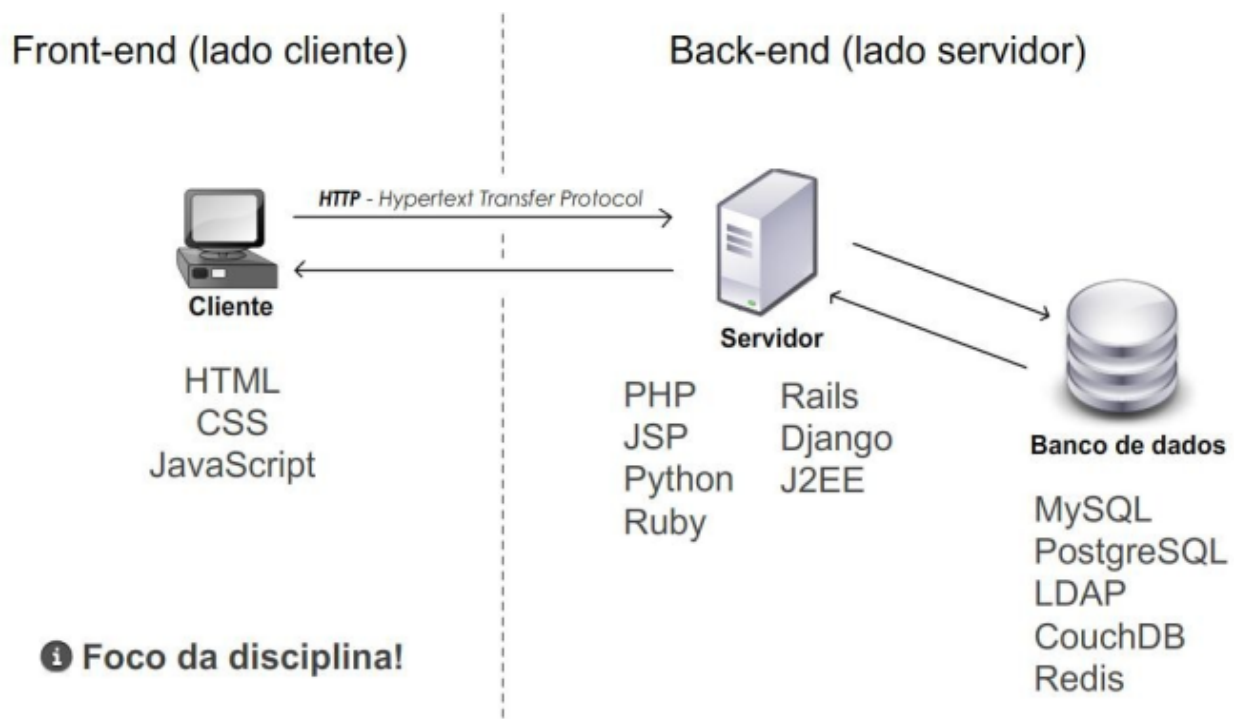 Front-end (lado cliente)
Back-end (lado servidor)
HTTP - Hypertext Transfer Protocol
Cliente
HTML
CSS
JavaScript
Servidor
PHP
JSP
Python
Ruby
Rails
Django
J2EE
Banco de dados
MySQL
PostgreSQL
LDAP
CouchDB
Redis
i Foco da disciplina!